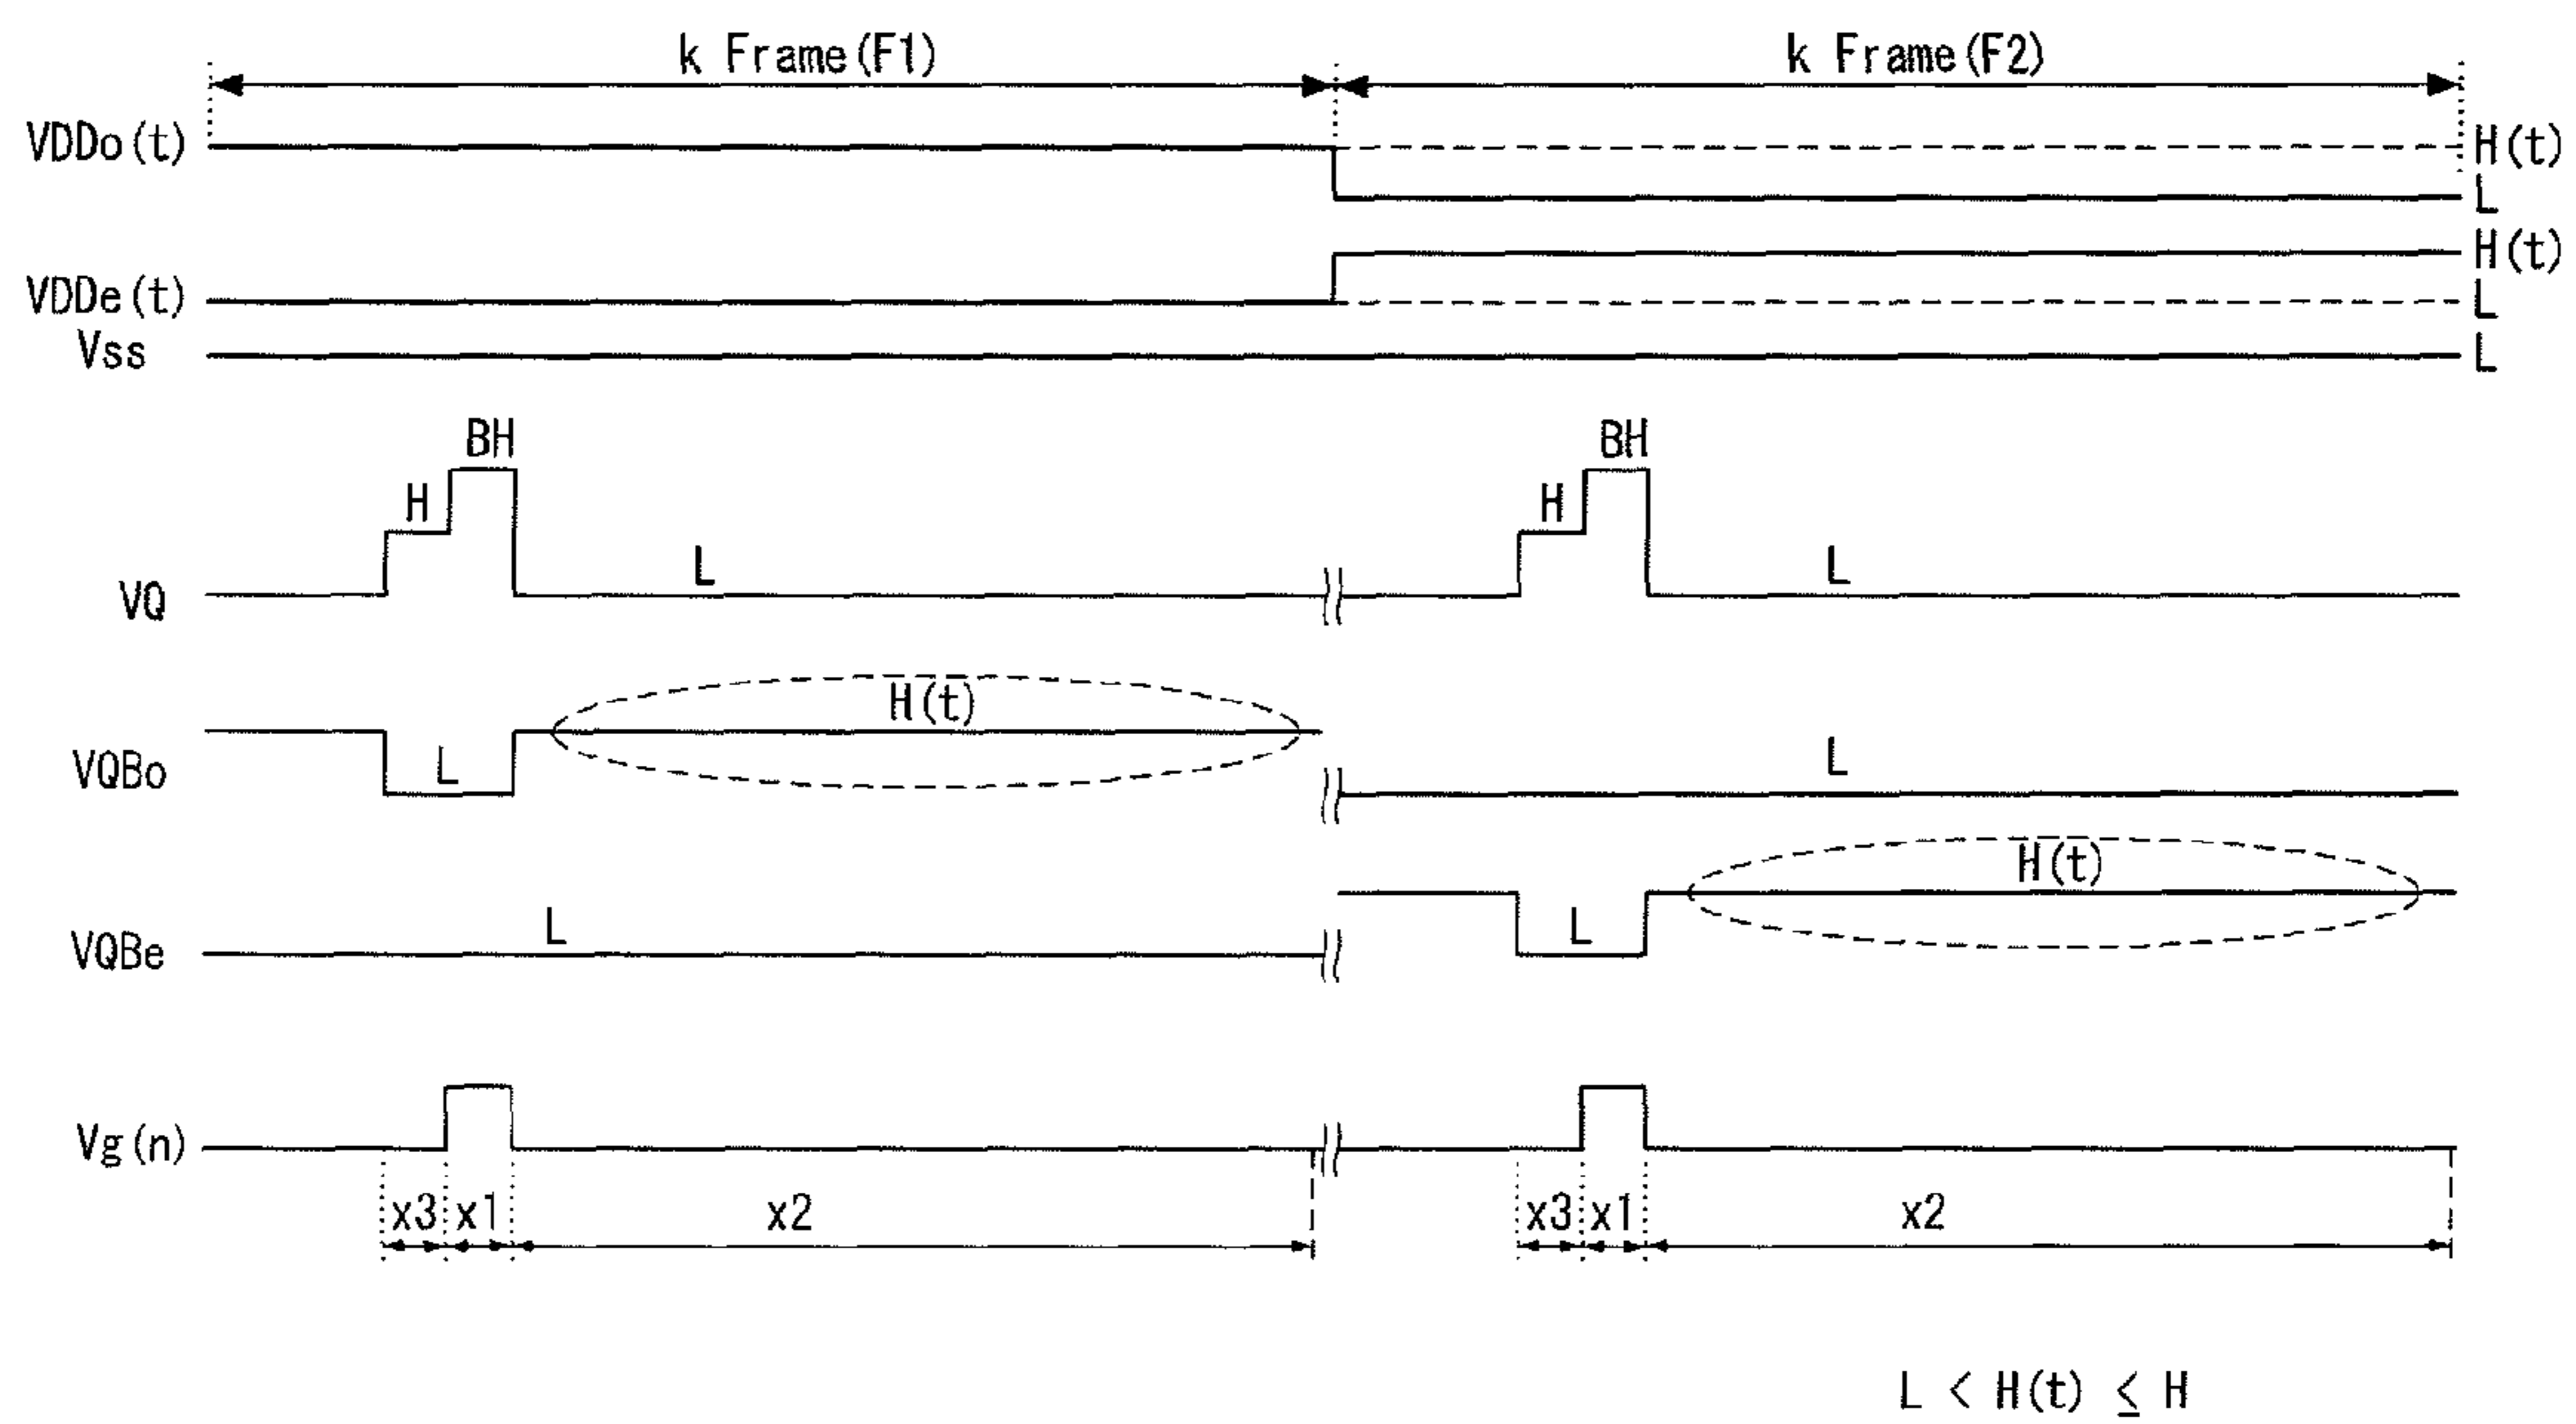 k Frame(F1) k Frame(F2)
VDDo(t) H(t)
L
H(t)
VDDe(t) L
Vss L
BH BH
H H
L L
VQ
H(t)
L L
VQBo
H(t)
L L
VQBe
Vg(n)
x3 x1 x2 x3 x1 x2
L < H(t) ≤ H